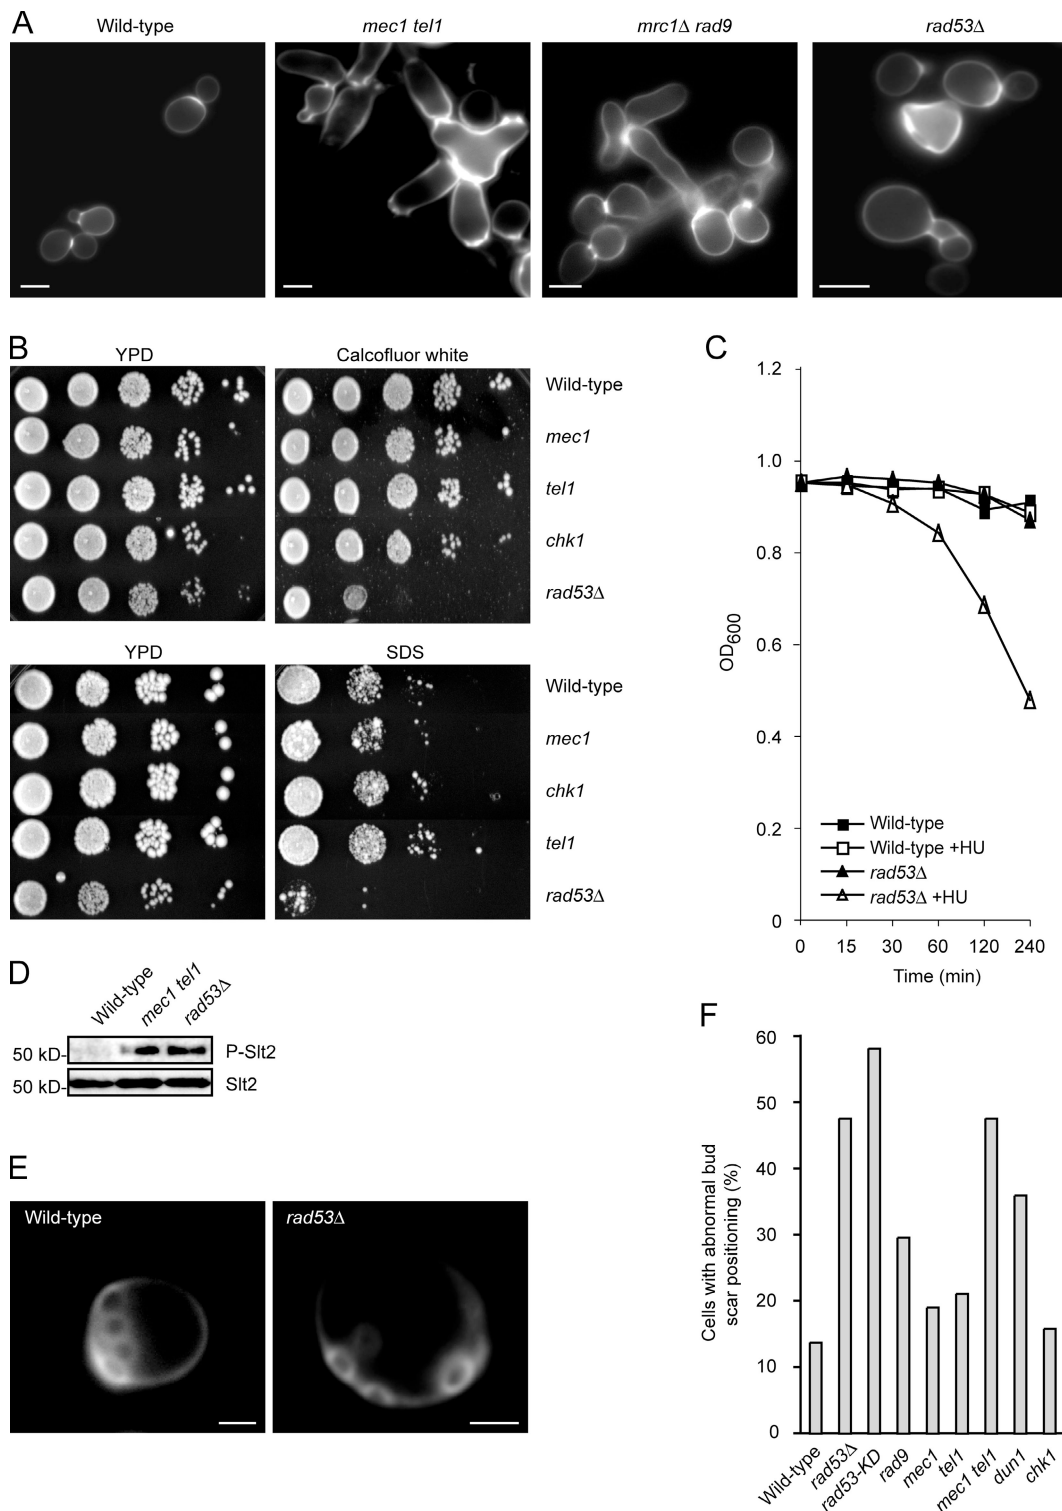 A
Wild-type
mec1 tel1
mrc1Δ rad9
rad53Δ
B
YPD
Calcofluor white
Wild-type
mec1
tel1
chk1
rad53Δ
YPD
SDS
Wild-type
mec1
chk1
tel1
rad53Δ
C
1.2
1.0
0.8
0.6
0.4
0.2
0
OD600
Wild-type
Wild-type +HU
rad53Δ
rad53Δ +HU
0 15 30 60 120 240
Time (min)
D
Wild-type
mec1 tel1
rad53Δ
50 kD-
P-Slt2
50 kD-
Slt2
E
Wild-type
rad53Δ
F
60
50
40
30
20
10
0
Cells with abnormal bud
scar positioning (%)
Wild-type
rad53Δ
rad53-KD
rad9
mec1
tel1
mec1 tel1
dun1
chk1